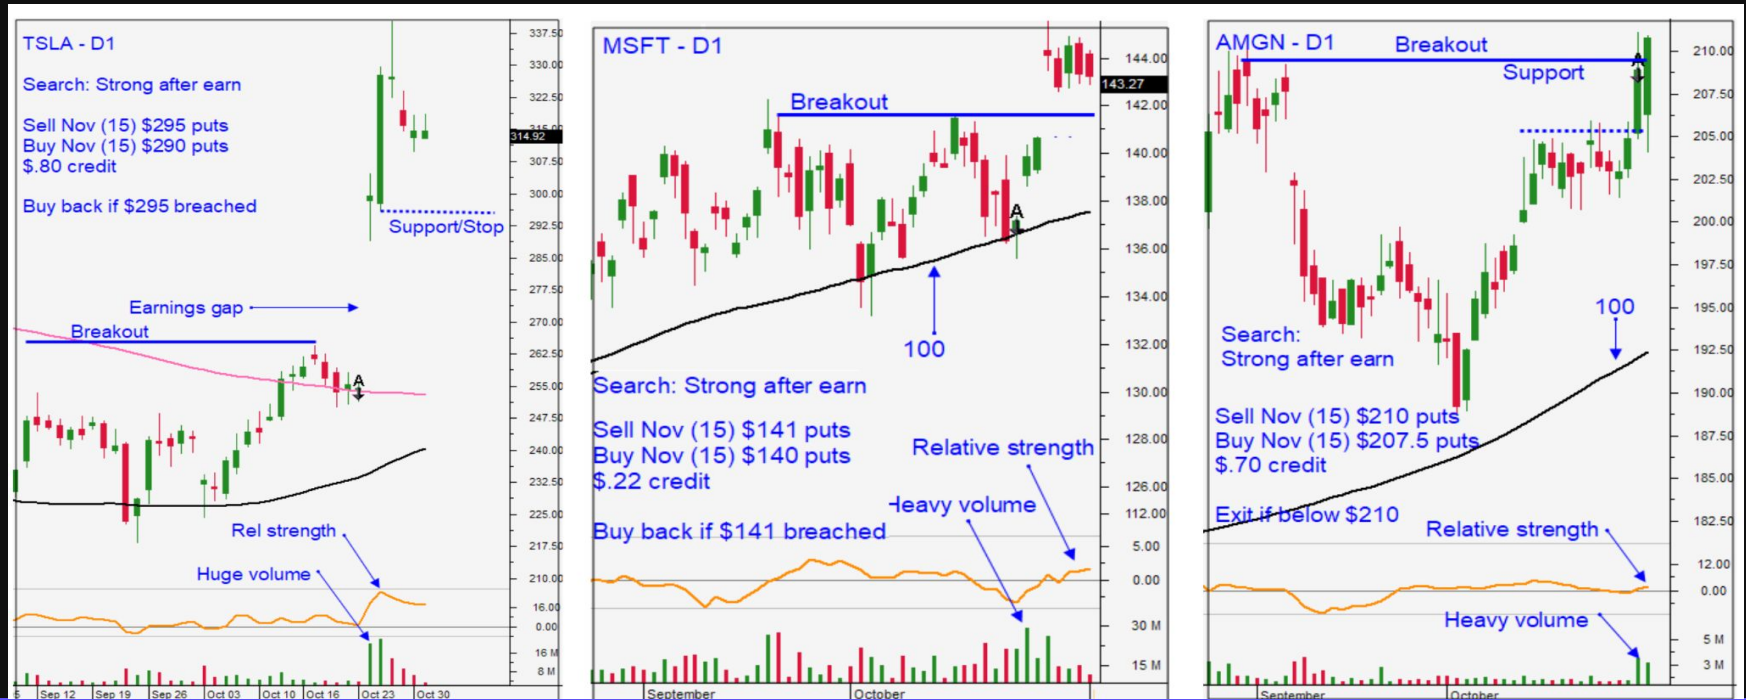 TSLA - D1
Search: Strong after earn
Sell Nov (15) $295 puts
Buy Nov (15) $290 puts
$.80 credit
Buy back if $295 breached
Support/Stop
Earnings gap
Breakout
A
Rel strength
Huge volume
337.50
330.00
322.50
315.00
314.92
307.50
300.00
292.50
285.00
277.50
270.00
262.50
255.00
247.50
240.00
232.50
225.00
217.50
210.00
16.00
0.00
16 M
8 M
5 Sep 12 Sep 19 Sep 26 Oct 03 Oct 10 Oct 16 Oct 23 Oct 30
MSFT - D1
Breakout
A
100
Search: Strong after earn
Sell Nov (15) $141 puts
Buy Nov (15) $140 puts
$.22 credit
Buy back if $141 breached
Relative strength
Heavy volume
144.00
143.27
142.00
140.00
138.00
136.00
134.00
132.00
130.00
128.00
126.00
112.00
5.00
0.00
30 M
15 M
September October
AMGN - D1
Breakout
Support
A
100
Search:
Strong after earn
Sell Nov (15) $210 puts
Buy Nov (15) $207.5 puts
$.70 credit
Exit if below $210
Relative strength
Heavy volume
210.00
207.50
205.00
202.50
200.00
197.50
195.00
192.50
190.00
187.50
185.00
182.50
12.00
0.00
5 M
3 M
September October